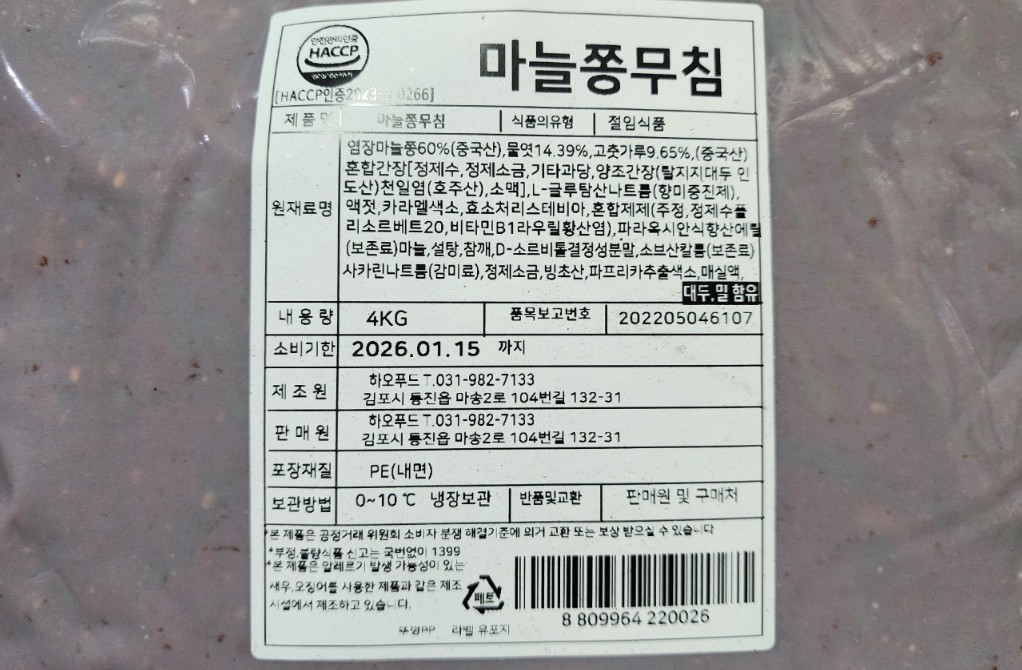 안전관리인증
HACCP
마늘쫑무침
[HACCP인증2023- 0266]
제 품 명 마늘쫑무침 식품의유형 절임식품
원재료명
염장마늘쫑60%(중국산),물엿14.39%,고춧가루9.65%,(중국산)
혼합간장[정제수,정제소금,기타과당,양조간장(탈지지대두 인
도산)천일염(호주산),소맥],L-글루탐산나트륨(향미증진제),
액젓,카라멜색소,효소처리스테비아,혼합제제(주정,정제수폴
리소르베트20,비타민B1라우릴황산염),파라옥시안식향산에틸
(보존료)마늘,설탕,참깨,D-소르비톨결정성분말,소브산칼륨(보존료)
사카린나트륨(감미료),정제소금,빙초산,파프리카추출색소,매실액,
대두,밀 함유
내 용 량 4KG 품목보고번호 202205046107
소비기한 2026.01.15 까지
제 조 원 하오푸드 T.031-982-7133
김포시 통진읍 마송2로 104번길 132-31
판 매 원 하오푸드 T.031-982-7133
김포시 통진읍 마송2로 104번길 132-31
포장재질 PE(내면)
보관방법 0~10℃ 냉장보관 반품및교환 판매원 및 구매처
*본 제품은 공정거래 위원회 소비자 분쟁 해결기준에 의거 교환 또는 보상 받으실 수 있습니다
*부정,불량식품 신고는 국번없이 1399
*본 제품은 알레르기 발생 가능성이 있는
새우,오징어를 사용한 제품과 같은 제조
시설에서 제조하고 있습니다.
페트
8 809964 220026
뚜껑PP 라벨 유포지